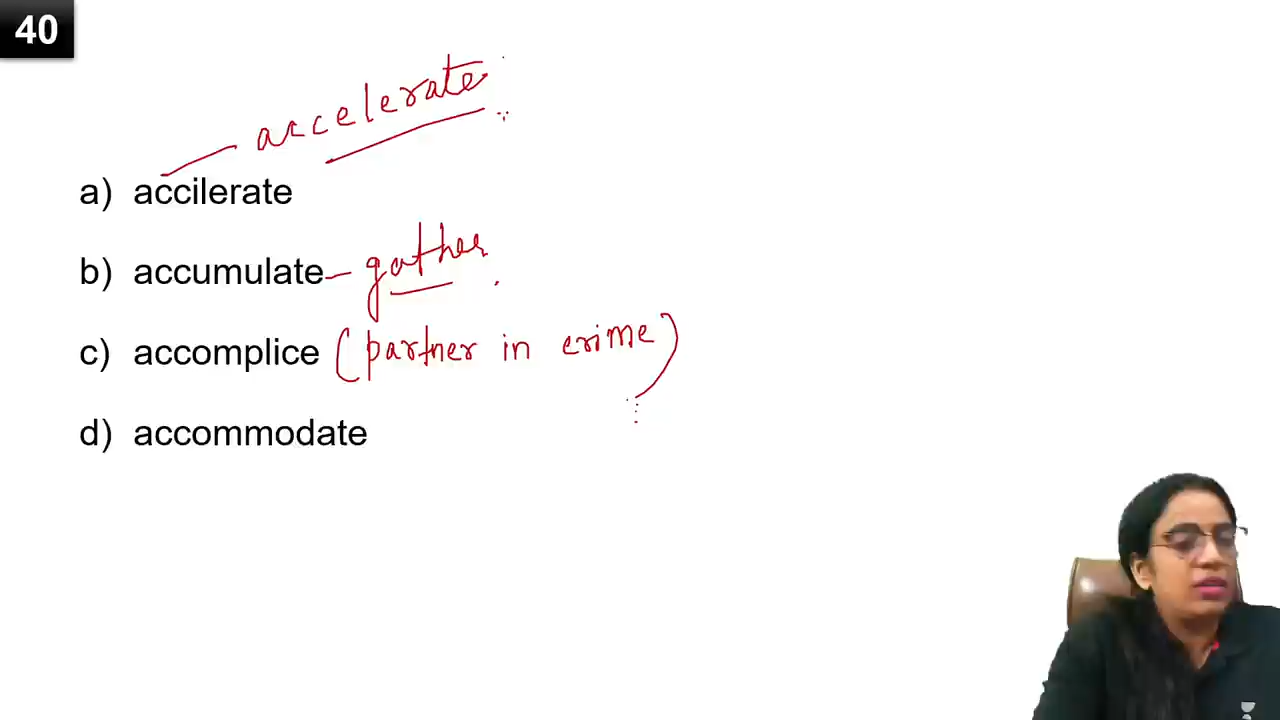 40
accelerate
a) accilerate
b) accumulate - gather
c) accomplice (partner in crime)
d) accommodate